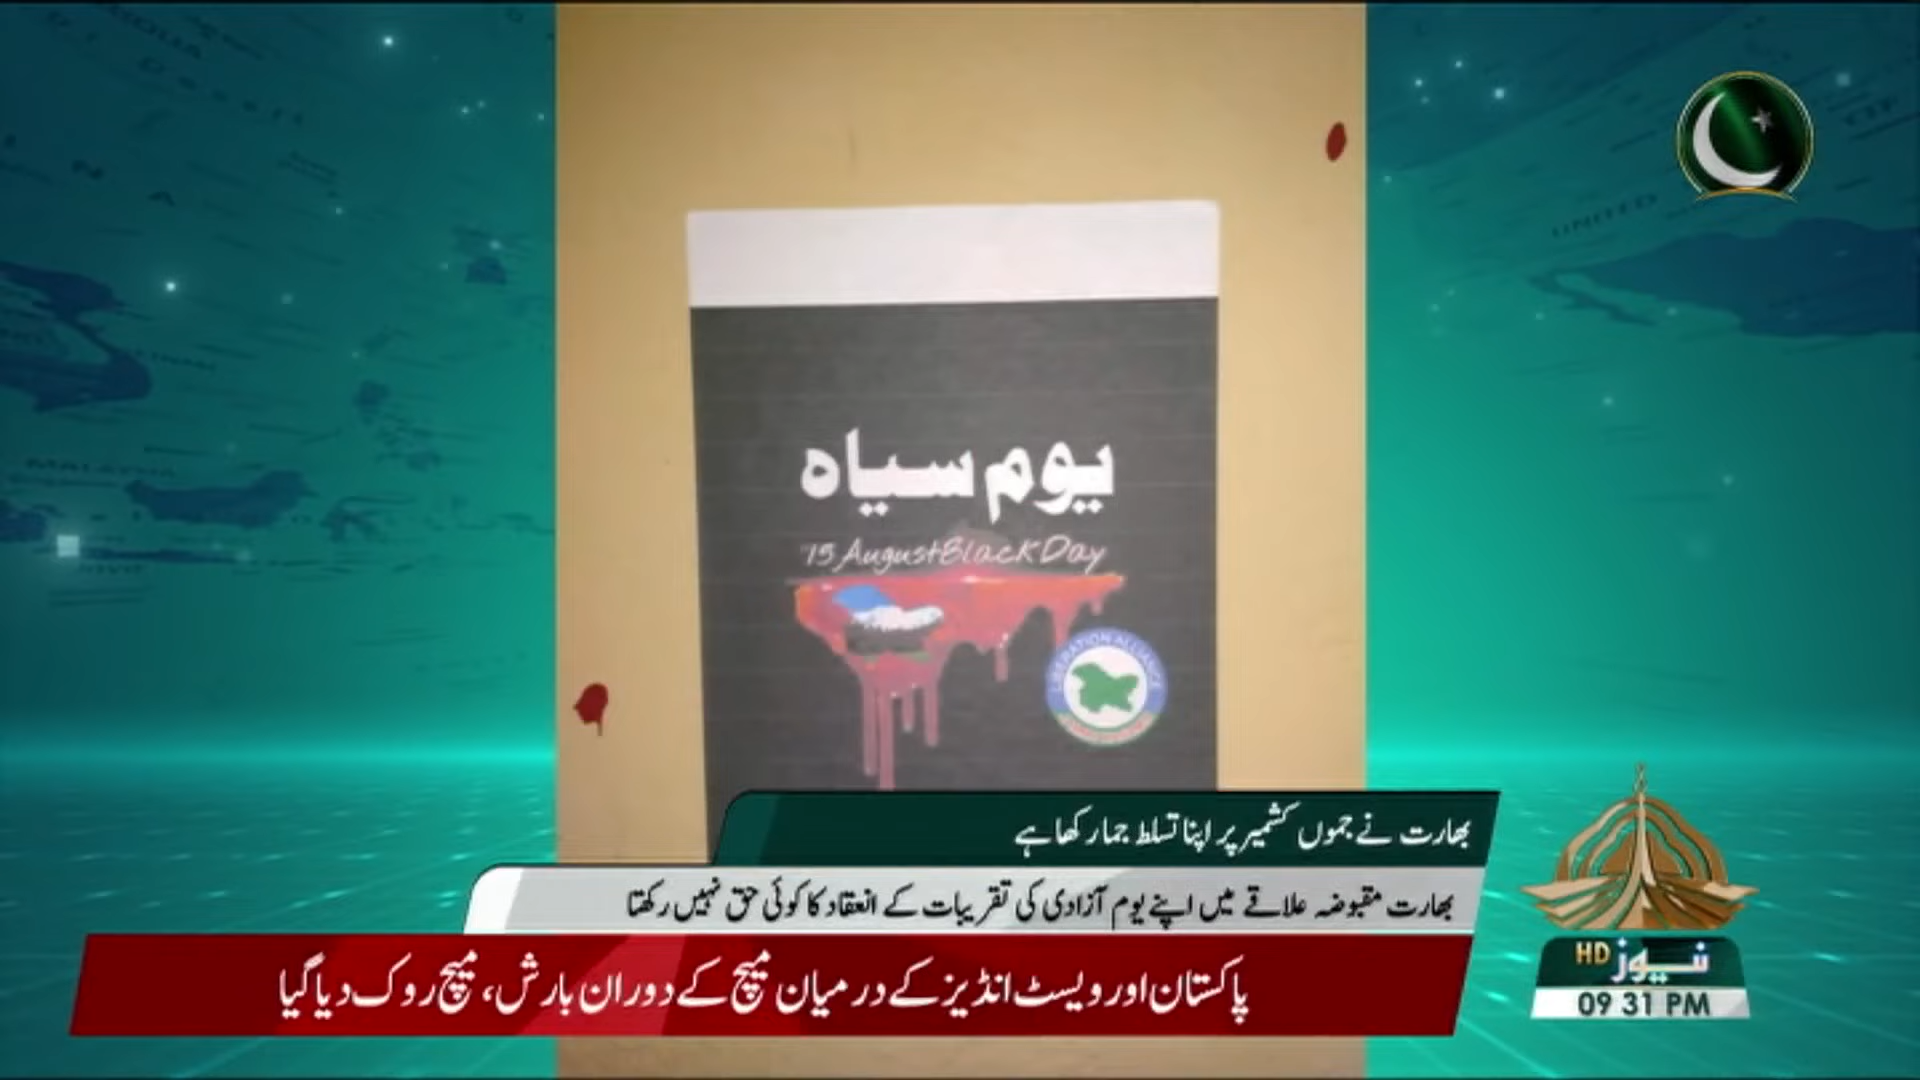 یوم سیاہ
15 August Black Day
LIBERATION ALLIANCE
بھارت نے جموں کشمیر پر اپنا تسلط جما رکھا ہے
بھارت مقبوضہ علاقے میں اپنے یوم آزادی کی تقریبات کے انعقاد کا کوئی حق نہیں رکھتا
پاکستان اور ویسٹ انڈیز کے درمیان میچ کے دوران بارش، میچ روک دیا گیا
نیوز HD
09 31 PM